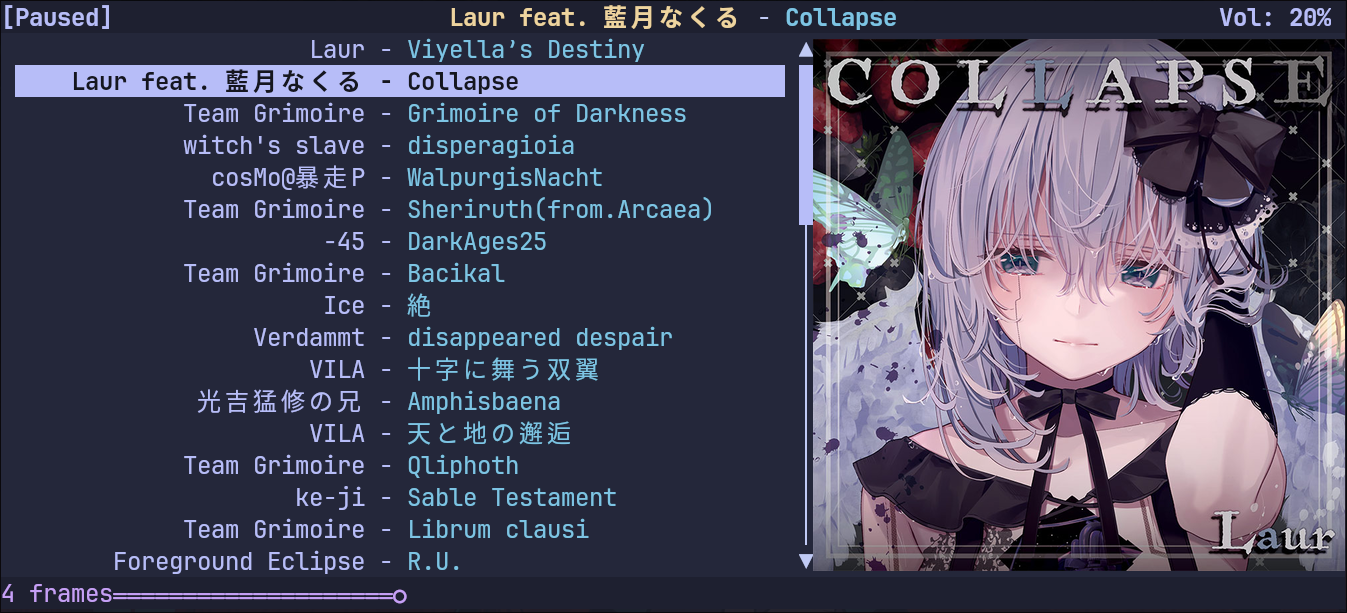 [Paused] Laur feat. 藍月なくる - Collapse Vol: 20%
Laur - Viyella’s Destiny
Laur feat. 藍月なくる - Collapse
Team Grimoire - Grimoire of Darkness
witch's slave - disperagioia
cosMo@暴走P - WalpurgisNacht
Team Grimoire - Sheriruth(from.Arcaea)
-45 - DarkAges25
Team Grimoire - Bacikal
Ice - 絶
Verdammt - disappeared despair
VILA - 十字に舞う双翼
光吉猛修の兄 - Amphisbaena
VILA - 天と地の邂逅
Team Grimoire - Qliphoth
ke-ji - Sable Testament
Team Grimoire - Librum clausi
Foreground Eclipse - R.U.
4 frames
COLLAPSE
Laur